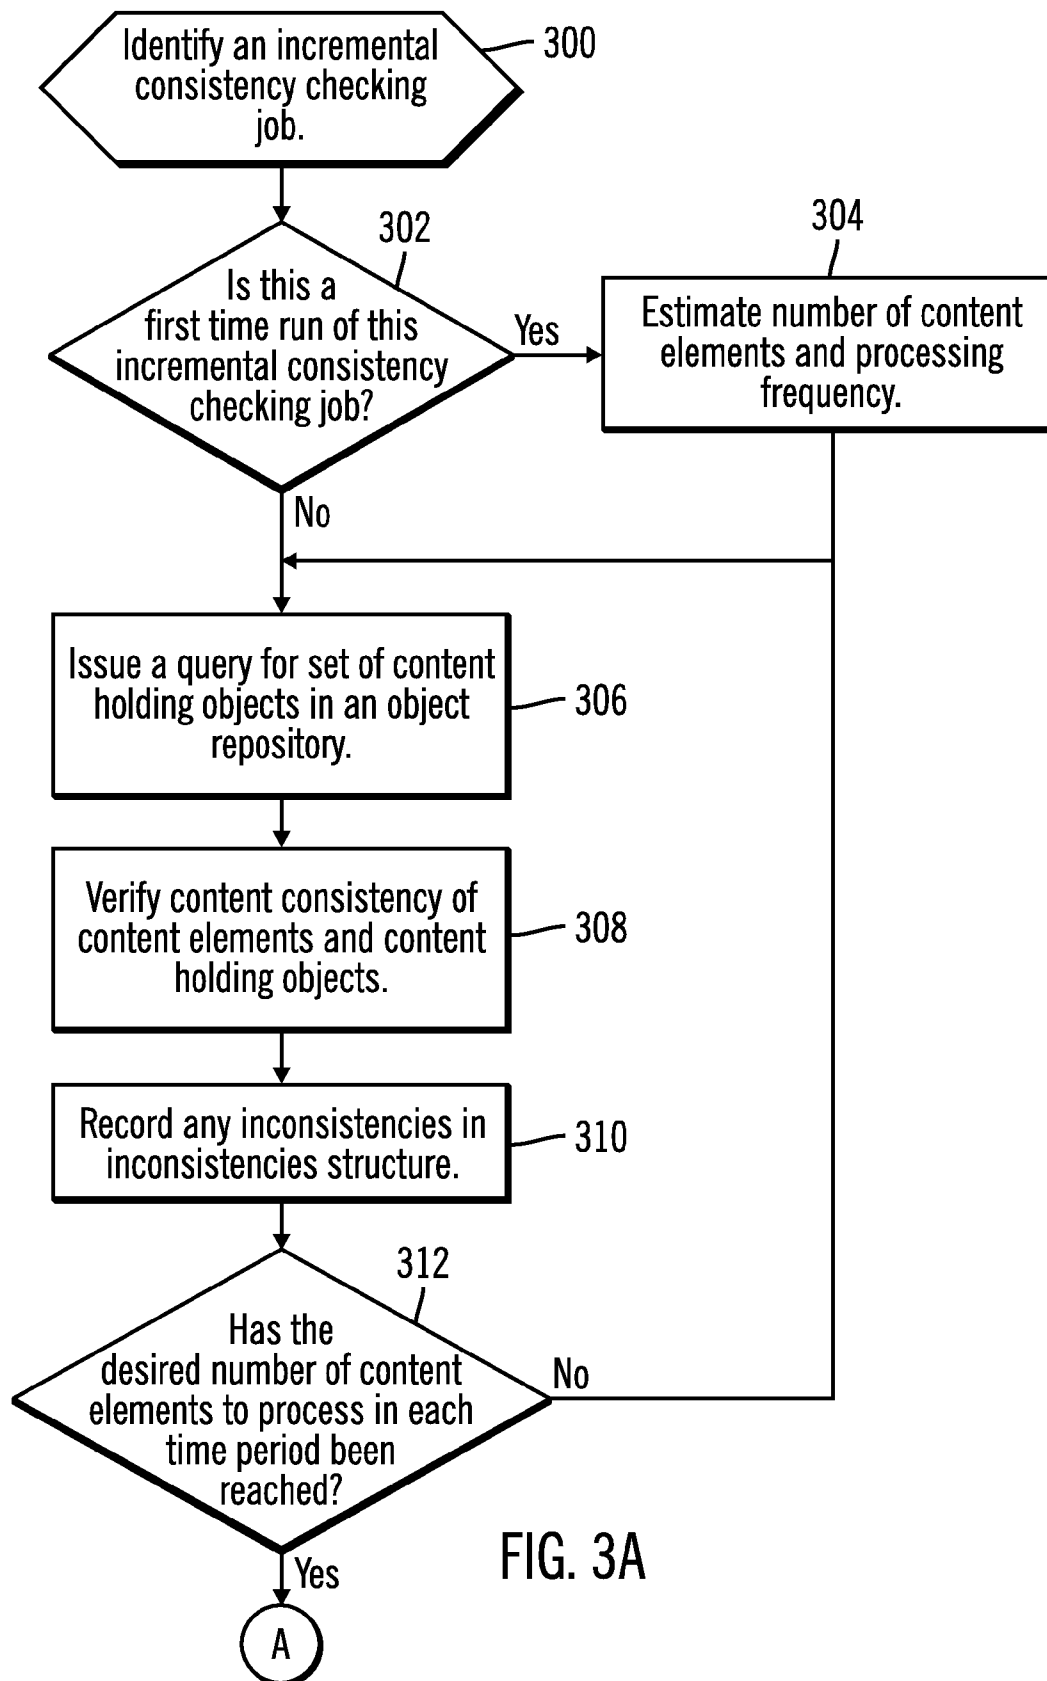 Identify an incremental
consistency checking
job.
300
302
Is this a
first time run of this
incremental consistency
checking job?
Yes
304
Estimate number of content
elements and processing
frequency.
No
Issue a query for set of content
holding objects in an object
repository.
306
Verify content consistency of
content elements and content
holding objects.
308
Record any inconsistencies in
inconsistencies structure.
310
312
Has the
desired number of content
elements to process in each
time period been
reached?
No
Yes
A
FIG. 3A